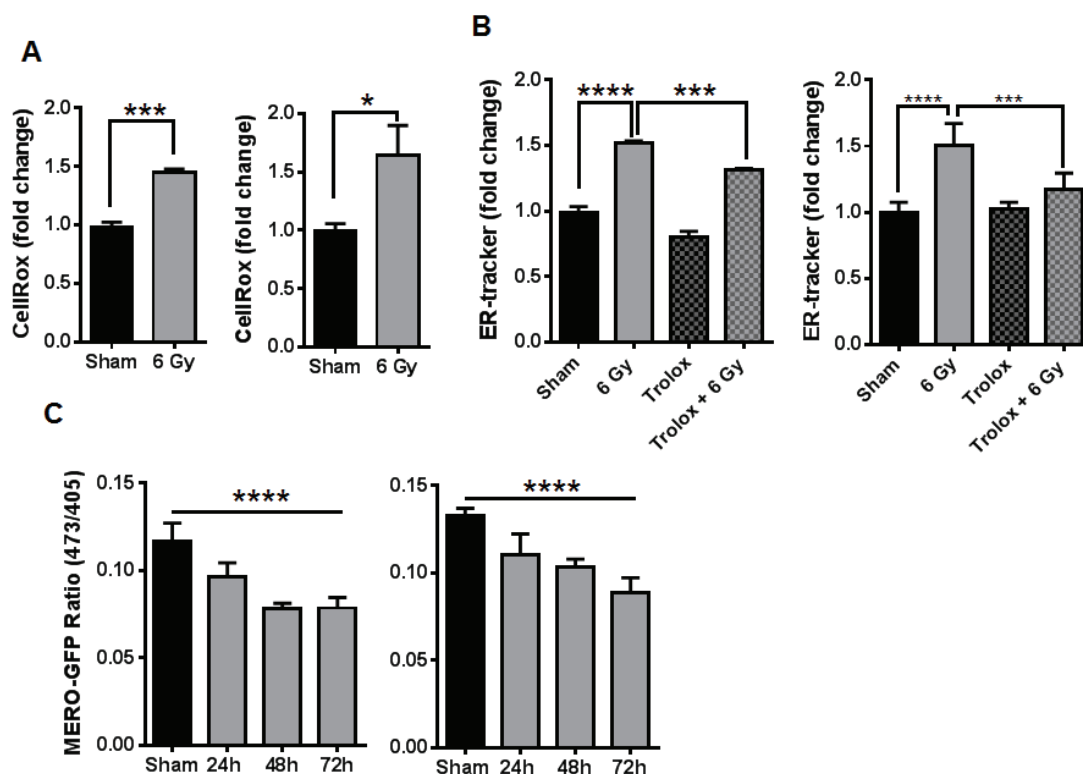 A
CellRox (fold change)
2.0
1.5
1.0
0.5
0.0
***
Sham 6 Gy
CellRox (fold change)
2.0
1.5
1.0
0.5
0.0
*
Sham 6 Gy
B
ER-tracker (fold change)
2.0
1.5
1.0
0.5
0.0
**** ***
Sham
6 Gy
Trolox
Trolox + 6 Gy
ER-tracker (fold change)
2.0
1.5
1.0
0.5
0.0
**** ***
Sham
6 Gy
Trolox
Trolox + 6 Gy
C
MERO-GFP Ratio (473/405)
0.15
0.10
0.05
0.00
****
Sham 24h 48h 72h
0.15
0.10
0.05
0.00
****
Sham 24h 48h 72h